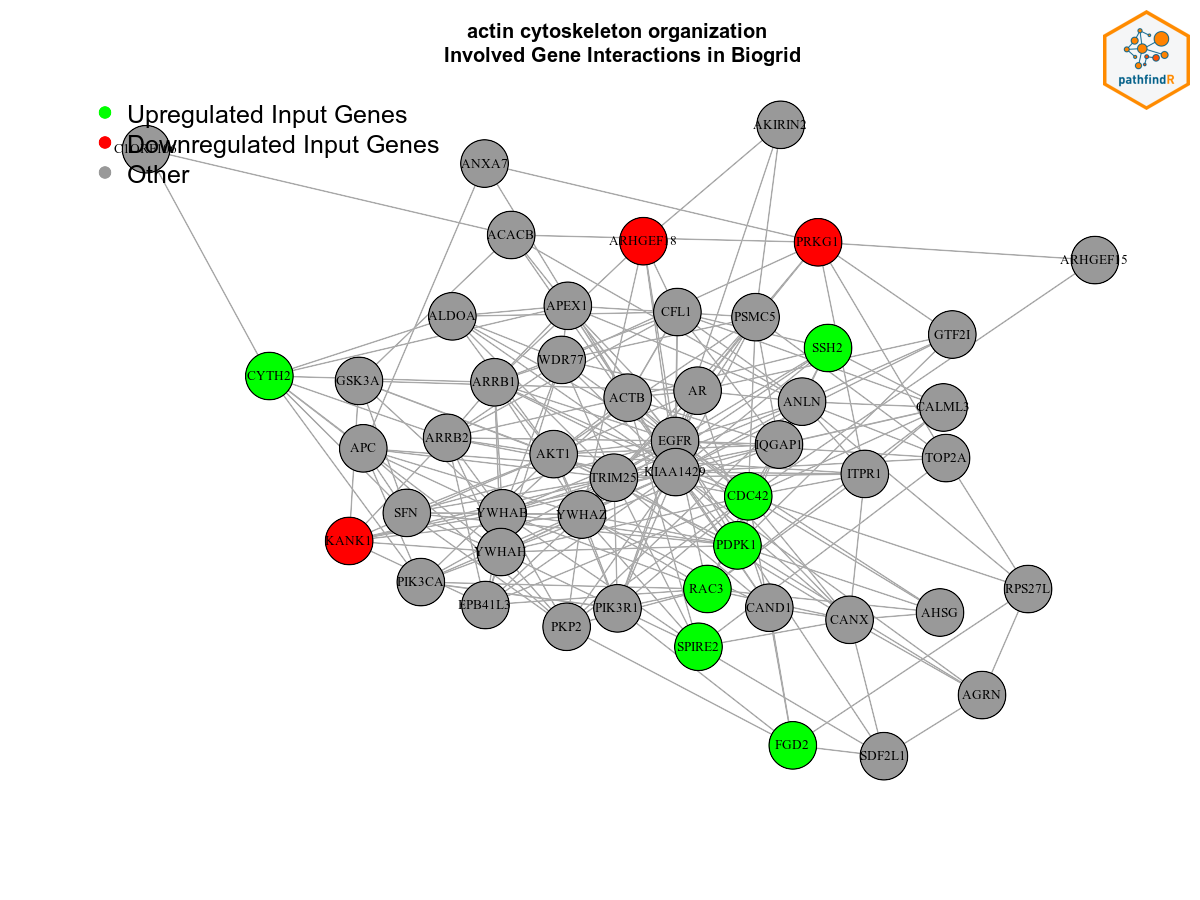 actin cytoskeleton organization
Involved Gene Interactions in Biogrid
pathfindR
Upregulated Input Genes
Downregulated Input Genes
Other
AKIRIN2
ANXA7
ACACB
ARHGEF18
PRKG1
ARHGEF15
APEX1
CFL1
PSMC5
ALDOA
SSH2
GTF2I
WDR77
CYTH2
GSK3A
ARRB1
ACTB
AR
ANLN
CALML3
ARRB2
EGFR
IQGAP1
APC
AKT1
TOP2A
TRIM25
KIAA1429
ITPR1
CDC42
SFN
YWHAB
YWHAZ
KANK1
PDPK1
YWHAH
PIK3CA
RAC3
RPS27L
EPB41L3
PIK3R1
CAND1
AHSG
CANX
PKP2
SPIRE2
AGRN
FGD2
SDF2L1